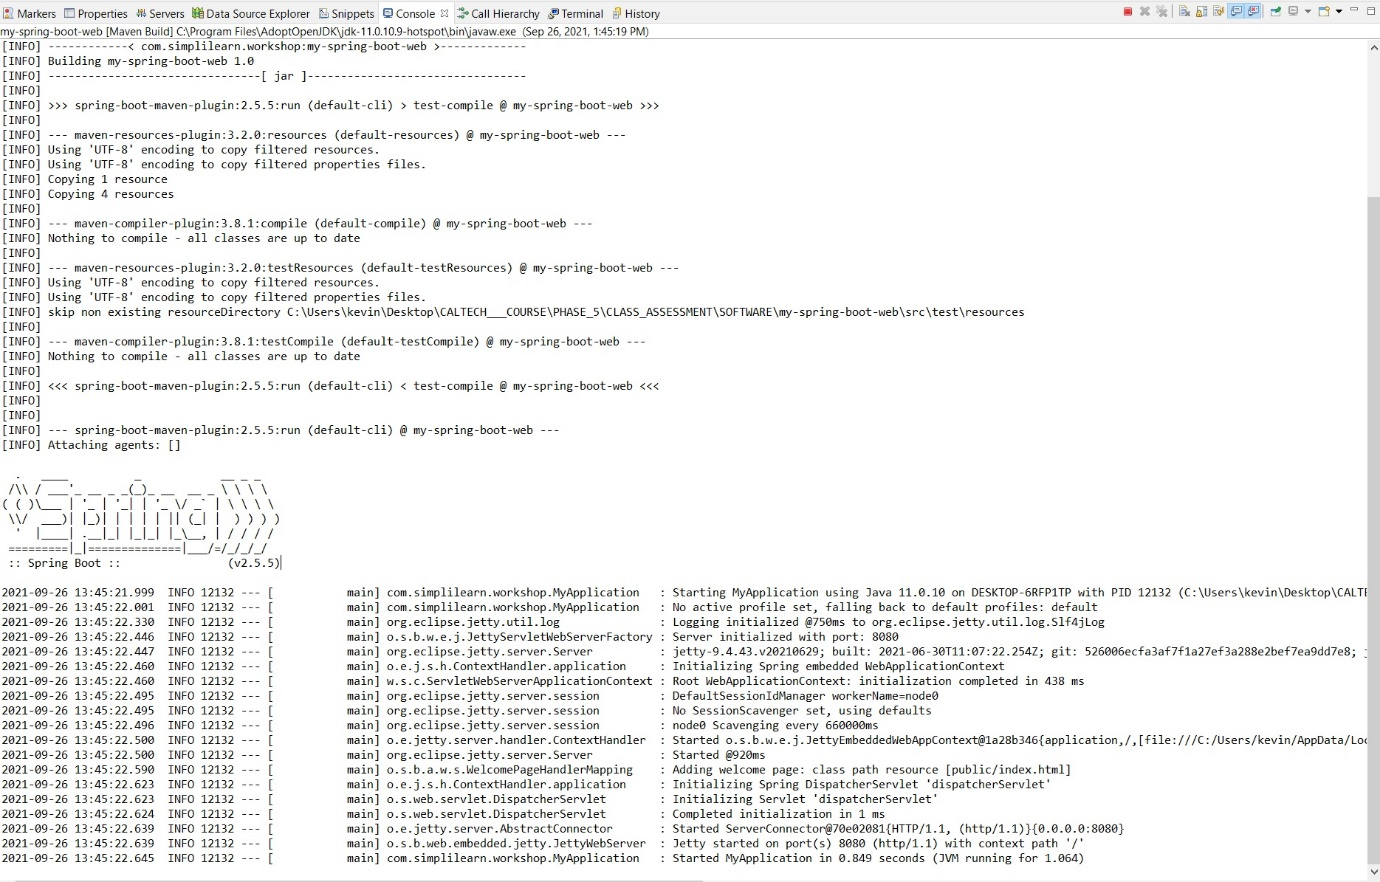 Markers Properties Servers Data Source Explorer Snippets Console Call Hierarchy Terminal History
my-spring-boot-web [Maven Build] C:\Program Files\AdoptOpenJDK\jdk-11.0.10.9-hotspot\bin\javaw.exe (Sep 26, 2021, 1:45:19 PM)
[INFO] ------------< com.simplilearn.workshop:my-spring-boot-web >-------------
[INFO] Building my-spring-boot-web 1.0
[INFO] --------------------------------[ jar ]---------------------------------
[INFO]
[INFO] >>> spring-boot-maven-plugin:2.5.5:run (default-cli) > test-compile @ my-spring-boot-web >>>
[INFO]
[INFO] --- maven-resources-plugin:3.2.0:resources (default-resources) @ my-spring-boot-web ---
[INFO] Using 'UTF-8' encoding to copy filtered resources.
[INFO] Using 'UTF-8' encoding to copy filtered properties files.
[INFO] Copying 1 resource
[INFO] Copying 4 resources
[INFO]
[INFO] --- maven-compiler-plugin:3.8.1:compile (default-compile) @ my-spring-boot-web ---
[INFO] Nothing to compile - all classes are up to date
[INFO]
[INFO] --- maven-resources-plugin:3.2.0:testResources (default-testResources) @ my-spring-boot-web ---
[INFO] Using 'UTF-8' encoding to copy filtered resources.
[INFO] Using 'UTF-8' encoding to copy filtered properties files.
[INFO] skip non existing resourceDirectory C:\Users\kevin\Desktop\CALTECH___COURSE\PHASE_5\CLASS_ASSESSMENT\SOFTWARE\my-spring-boot-web\src\test\resources
[INFO]
[INFO] --- maven-compiler-plugin:3.8.1:testCompile (default-testCompile) @ my-spring-boot-web ---
[INFO] Nothing to compile - all classes are up to date
[INFO]
[INFO] <<< spring-boot-maven-plugin:2.5.5:run (default-cli) < test-compile @ my-spring-boot-web <<<
[INFO]
[INFO]
[INFO] --- spring-boot-maven-plugin:2.5.5:run (default-cli) @ my-spring-boot-web ---
[INFO] Attaching agents: []
  .   ____          _            __ _ _
 /\\ / ___'_ __ _ _(_)_ __  __ _ \ \ \ \
( ( )\___ | '_ | '_| | '_ \/ _` | \ \ \ \
 \\/  ___)| |_)| | | | | || (_| |  ) ) ) )
  '  |____| .__|_| |_|_| |_\__, | / / / /
 =========|_|==============|___/=/_/_/_/
 :: Spring Boot ::                (v2.5.5)
2021-09-26 13:45:21.999  INFO 12132 --- [           main] com.simplilearn.workshop.MyApplication   : Starting MyApplication using Java 11.0.10 on DESKTOP-6RFP1TP with PID 12132 (C:\Users\kevin\Desktop\CALTE
2021-09-26 13:45:22.001  INFO 12132 --- [           main] com.simplilearn.workshop.MyApplication   : No active profile set, falling back to default profiles: default
2021-09-26 13:45:22.330  INFO 12132 --- [           main] org.eclipse.jetty.util.log               : Logging initialized @750ms to org.eclipse.jetty.util.log.Slf4jLog
2021-09-26 13:45:22.446  INFO 12132 --- [           main] o.s.b.w.e.j.JettyServletWebServerFactory : Server initialized with port: 8080
2021-09-26 13:45:22.447  INFO 12132 --- [           main] org.eclipse.jetty.server.Server          : jetty-9.4.43.v20210629; built: 2021-06-30T11:07:22.254Z; git: 526006ecfa3af7f1a27ef3a288e2bef7ea9dd7e8; j
2021-09-26 13:45:22.460  INFO 12132 --- [           main] o.e.j.s.h.ContextHandler.application     : Initializing Spring embedded WebApplicationContext
2021-09-26 13:45:22.460  INFO 12132 --- [           main] w.s.c.ServletWebServerApplicationContext : Root WebApplicationContext: initialization completed in 438 ms
2021-09-26 13:45:22.495  INFO 12132 --- [           main] org.eclipse.jetty.server.session         : DefaultSessionIdManager workerName=node0
2021-09-26 13:45:22.495  INFO 12132 --- [           main] org.eclipse.jetty.server.session         : No SessionScavenger set, using defaults
2021-09-26 13:45:22.496  INFO 12132 --- [           main] org.eclipse.jetty.server.session         : node0 Scavenging every 660000ms
2021-09-26 13:45:22.500  INFO 12132 --- [           main] o.e.jetty.server.handler.ContextHandler  : Started o.s.b.w.e.j.JettyEmbeddedWebAppContext@1a28b346{application,/,[file:///C:/Users/kevin/AppData/Loc
2021-09-26 13:45:22.500  INFO 12132 --- [           main] org.eclipse.jetty.server.Server          : Started @920ms
2021-09-26 13:45:22.590  INFO 12132 --- [           main] o.s.b.a.w.s.WelcomePageHandlerMapping    : Adding welcome page: class path resource [public/index.html]
2021-09-26 13:45:22.623  INFO 12132 --- [           main] o.e.j.s.h.ContextHandler.application     : Initializing Spring DispatcherServlet 'dispatcherServlet'
2021-09-26 13:45:22.623  INFO 12132 --- [           main] o.s.web.servlet.DispatcherServlet        : Initializing Servlet 'dispatcherServlet'
2021-09-26 13:45:22.624  INFO 12132 --- [           main] o.s.web.servlet.DispatcherServlet        : Completed initialization in 1 ms
2021-09-26 13:45:22.639  INFO 12132 --- [           main] o.e.jetty.server.AbstractConnector       : Started ServerConnector@70e02081{HTTP/1.1, (http/1.1)}{0.0.0.0:8080}
2021-09-26 13:45:22.639  INFO 12132 --- [           main] o.s.b.web.embedded.jetty.JettyWebServer  : Jetty started on port(s) 8080 (http/1.1) with context path '/'
2021-09-26 13:45:22.645  INFO 12132 --- [           main] com.simplilearn.workshop.MyApplication   : Started MyApplication in 0.849 seconds (JVM running for 1.064)